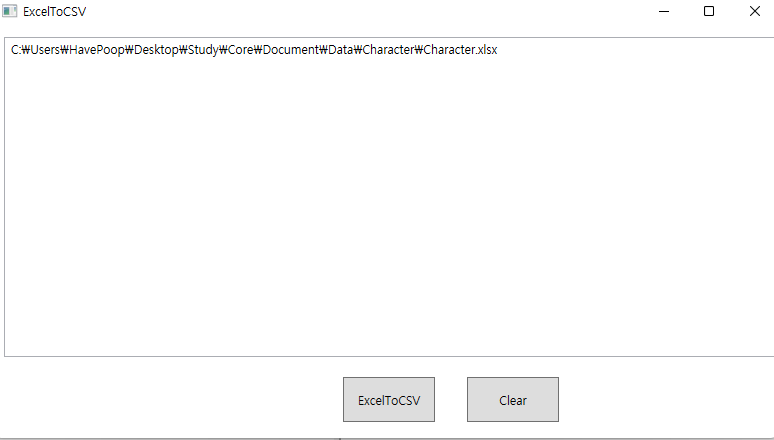 ExcelToCSV
C:₩Users₩HavePoop₩Desktop₩Study₩Core₩Document₩Data₩Character₩Character.xlsx
ExcelToCSV
Clear